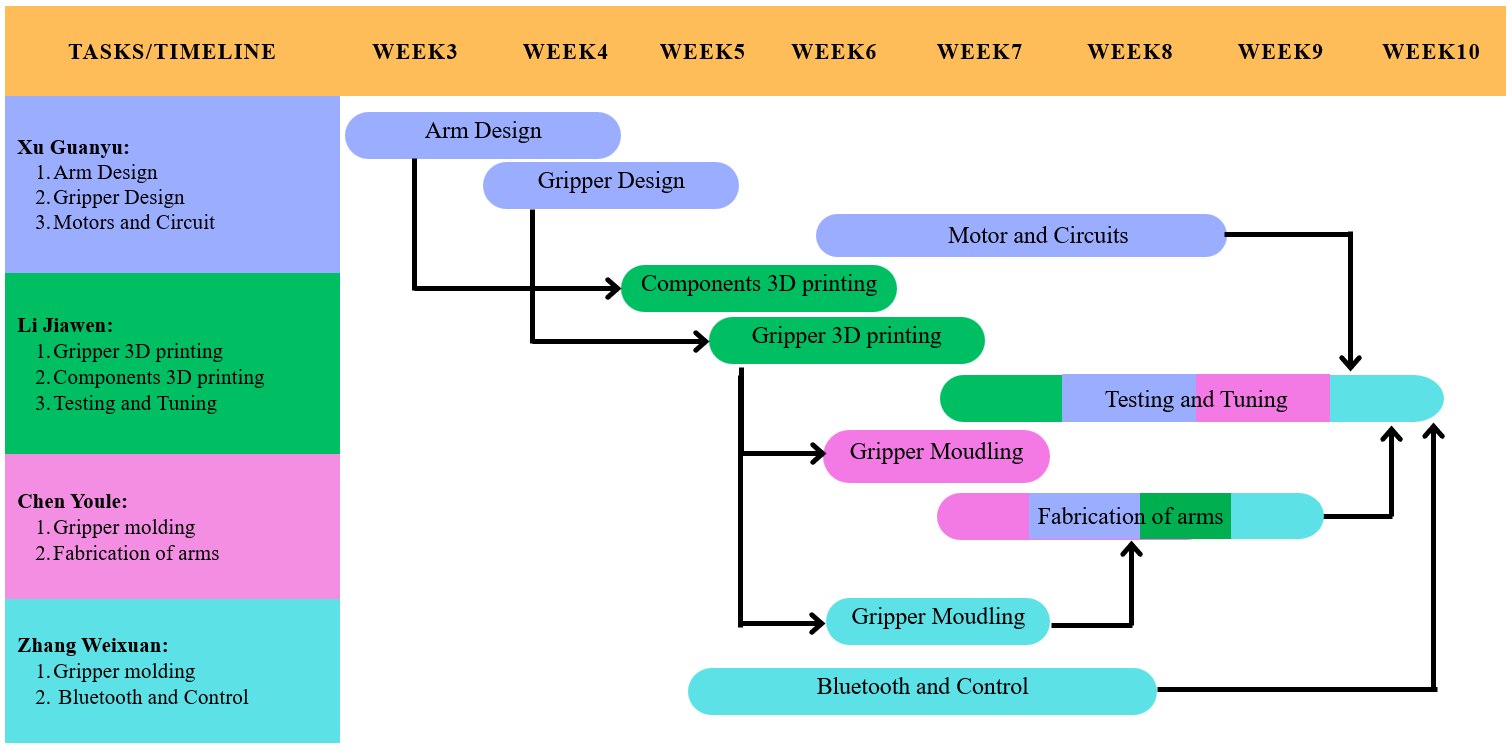 TASKS/TIMELINE WEEK3 WEEK4 WEEK5 WEEK6 WEEK7 WEEK8 WEEK9 WEEK10
Xu Guanyu:
1. Arm Design
2. Gripper Design
3. Motors and Circuit
Arm Design
Gripper Design
Motor and Circuits
Li Jiawen:
1. Gripper 3D printing
2. Components 3D printing
3. Testing and Tuning
Components 3D printing
Gripper 3D printing
Testing and Tuning
Chen Youle:
1. Gripper molding
2. Fabrication of arms
Gripper Moudling
Fabrication of arms
Zhang Weixuan:
1. Gripper molding
2. Bluetooth and Control
Gripper Moudling
Bluetooth and Control